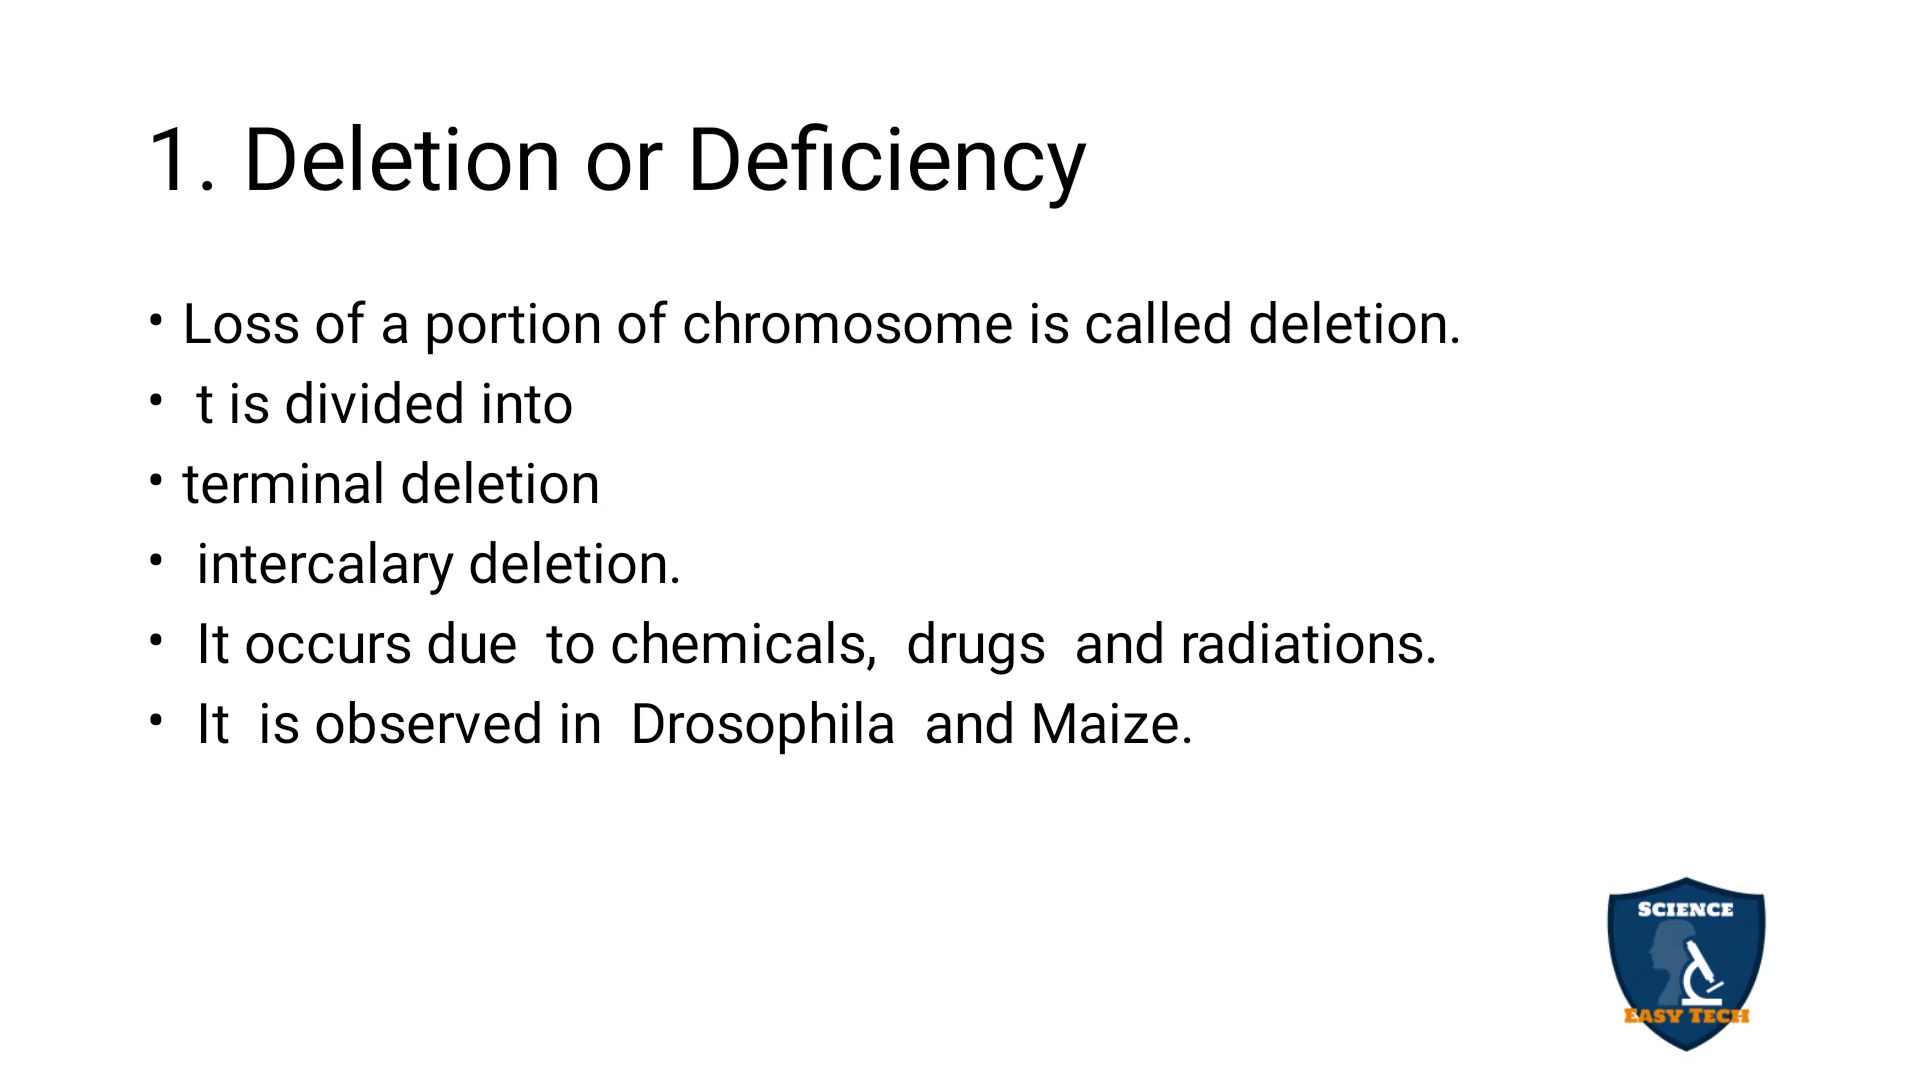 1. Deletion or Deficiency
• Loss of a portion of chromosome is called deletion.
• t is divided into
• terminal deletion
• intercalary deletion.
• It occurs due to chemicals, drugs and radiations.
• It is observed in Drosophila and Maize.
SCIENCE
EASY TECH